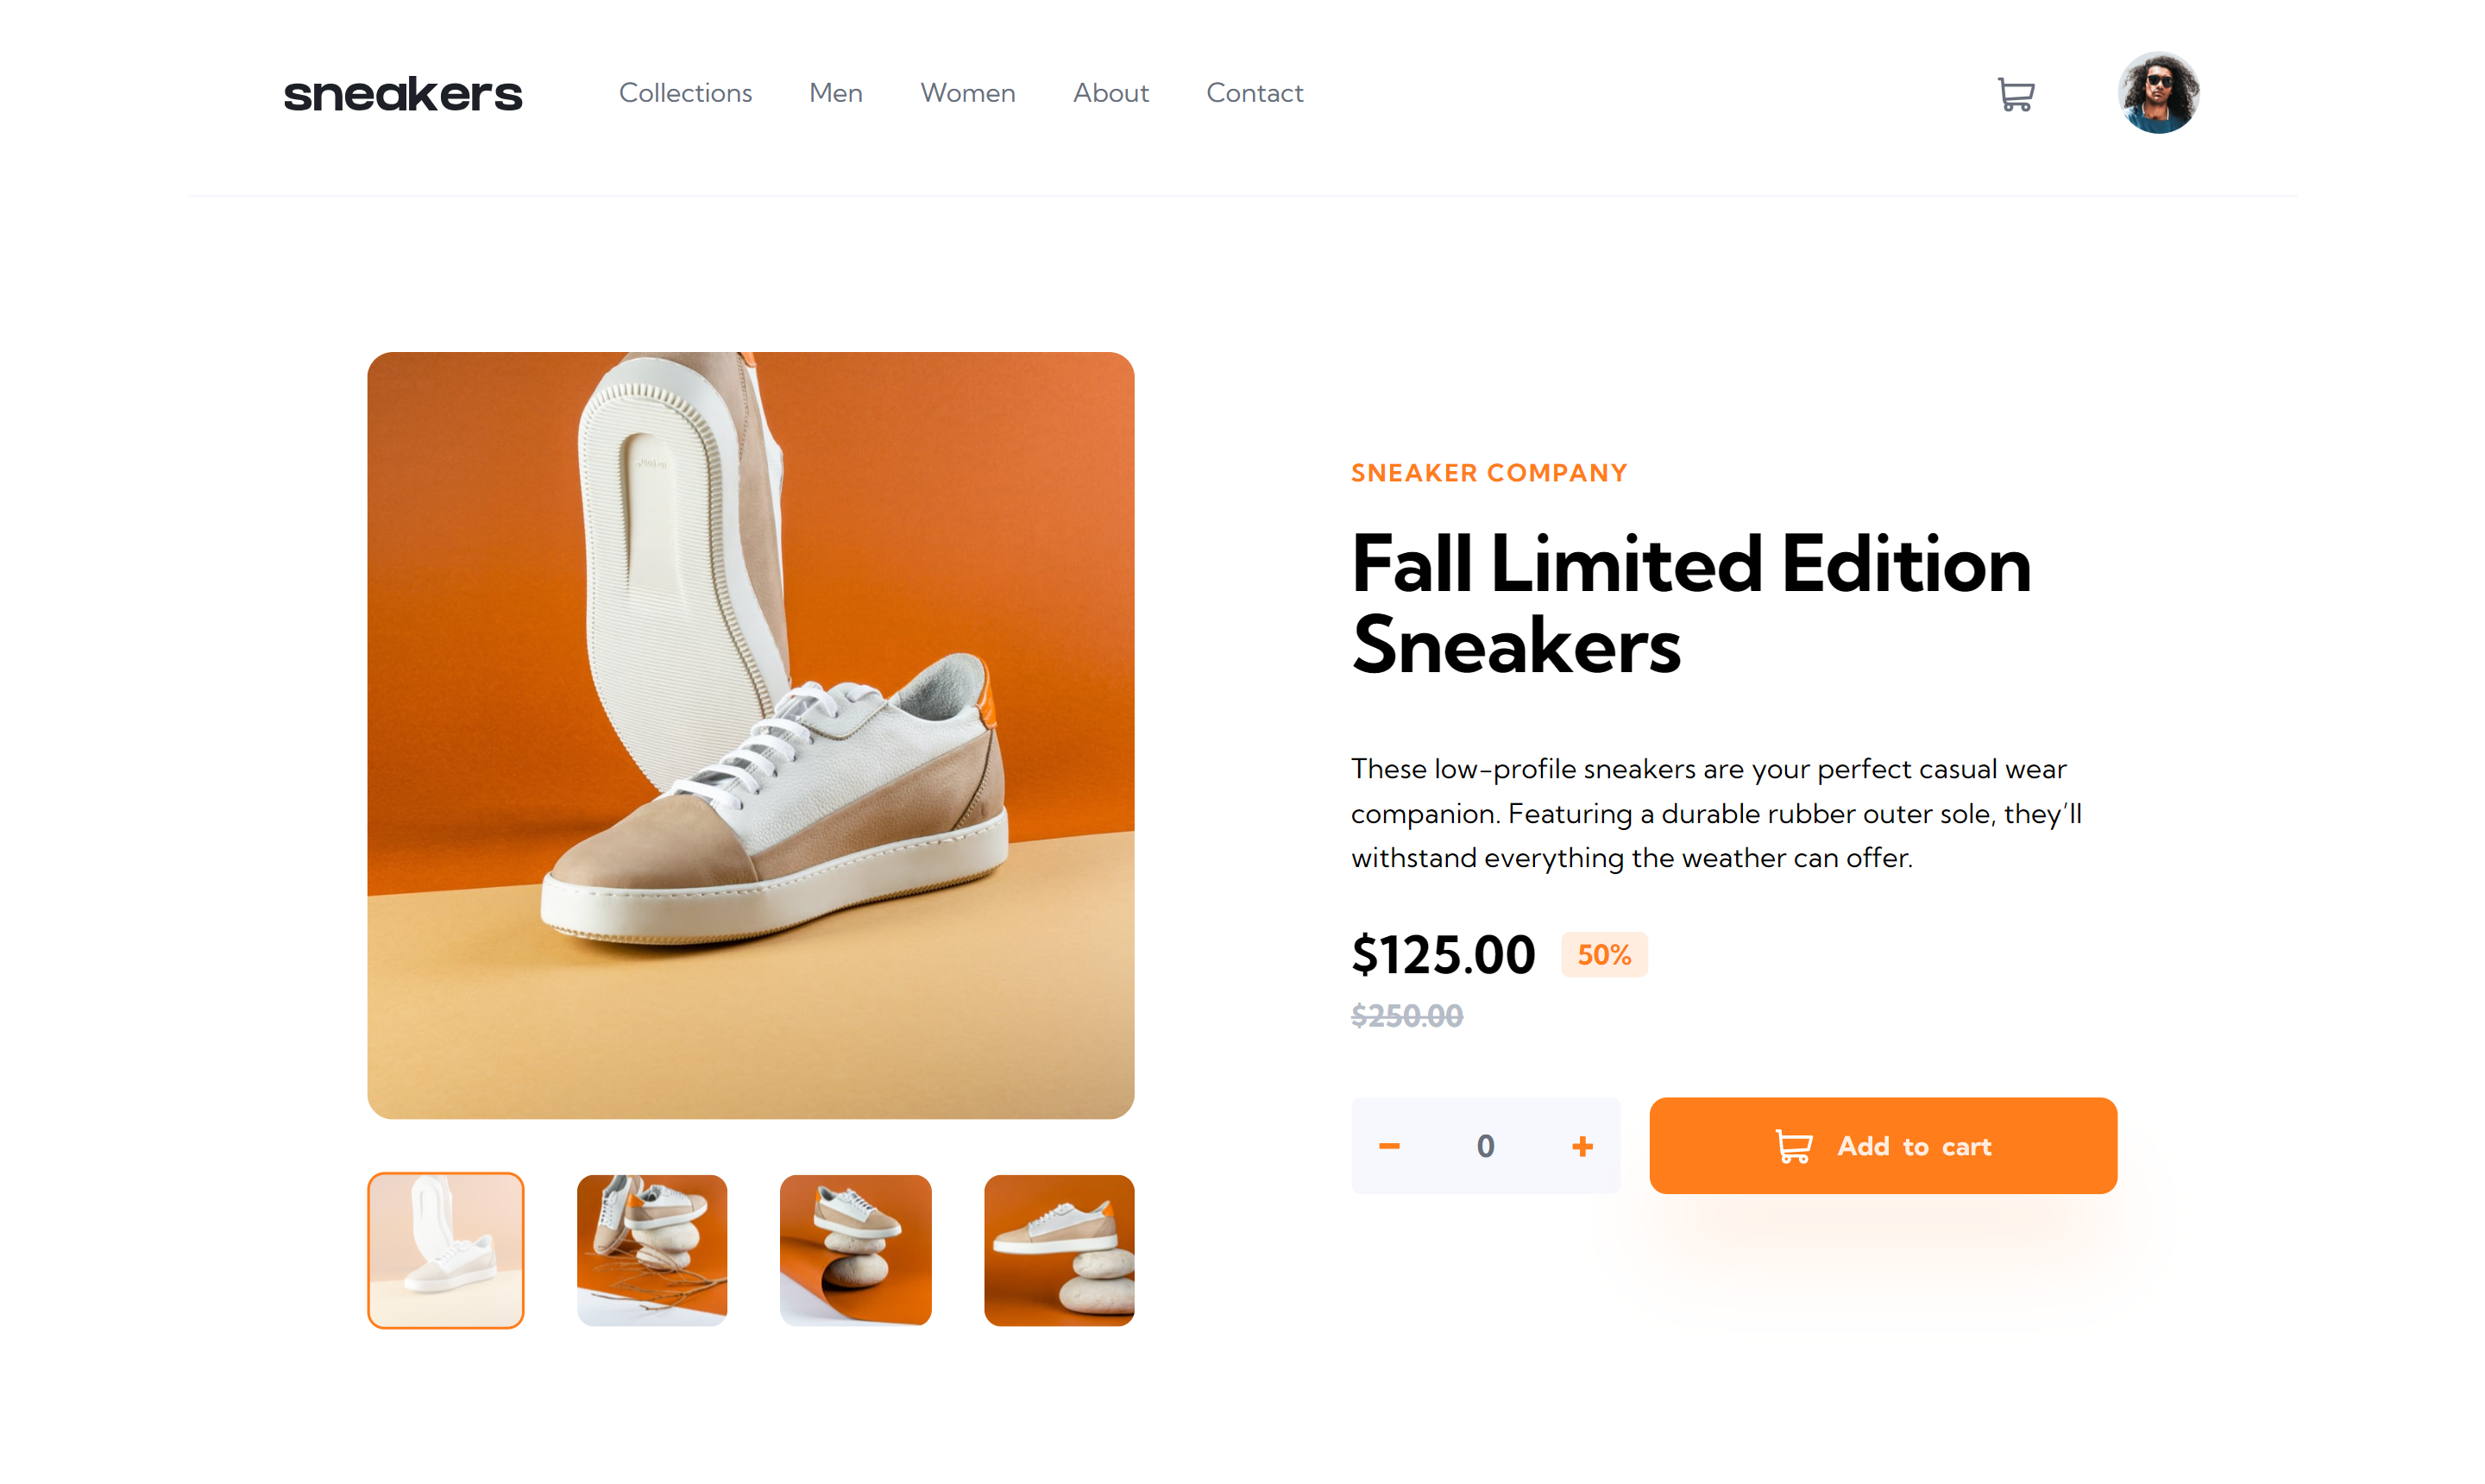 sneakers
Collections
Men
Women
About
Contact
SNEAKER COMPANY
Fall Limited Edition
Sneakers
These low-profile sneakers are your perfect casual wear
companion. Featuring a durable rubber outer sole, they’ll
withstand everything the weather can offer.
$125.00 50%
$250.00
0
Add to cart